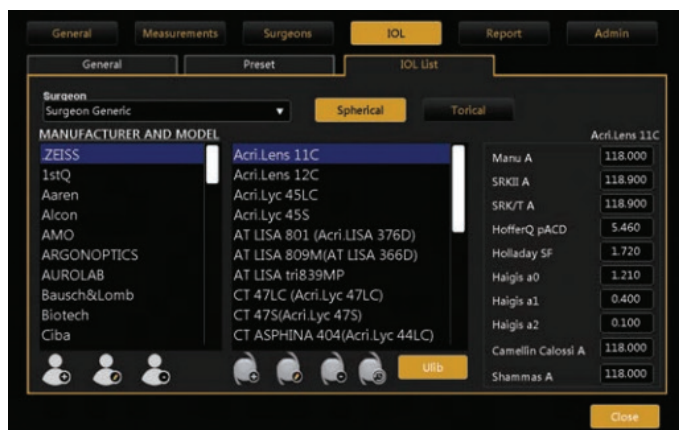 General Measurements Surgeons IOL Report Admin
General Preset IOL List
Surgeon
Surgeon Generic Spherical Torical
MANUFACTURER AND MODEL
.ZEISS
1stQ
Aaren
Alcon
AMO
ARGONOPTICS
AUROLAB
Bausch&Lomb
Biotech
Ciba
Acri.Lens 11C
Acri.Lens 12C
Acri.Lyc 45LC
Acri.Lyc 45S
AT LISA 801 (Acri.LISA 376D)
AT LISA 809M(AT LISA 366D)
AT LISA tri839MP
CT 47LC (Acri.Lyc 47LC)
CT 47S(Acri.Lyc 47S)
CT ASPHINA 404(Acri.Lyc 44LC)
Ulib
Acri.Lens 11C
Manu A 118.000
SRKII A 118.900
SRK/T A 118.900
HofferQ pACD 5.460
Holladay SF 1.720
Haigis a0 1.210
Haigis a1 0.400
Haigis a2 0.100
Camellin Calossi A 118.000
Shammas A 118.000
Close